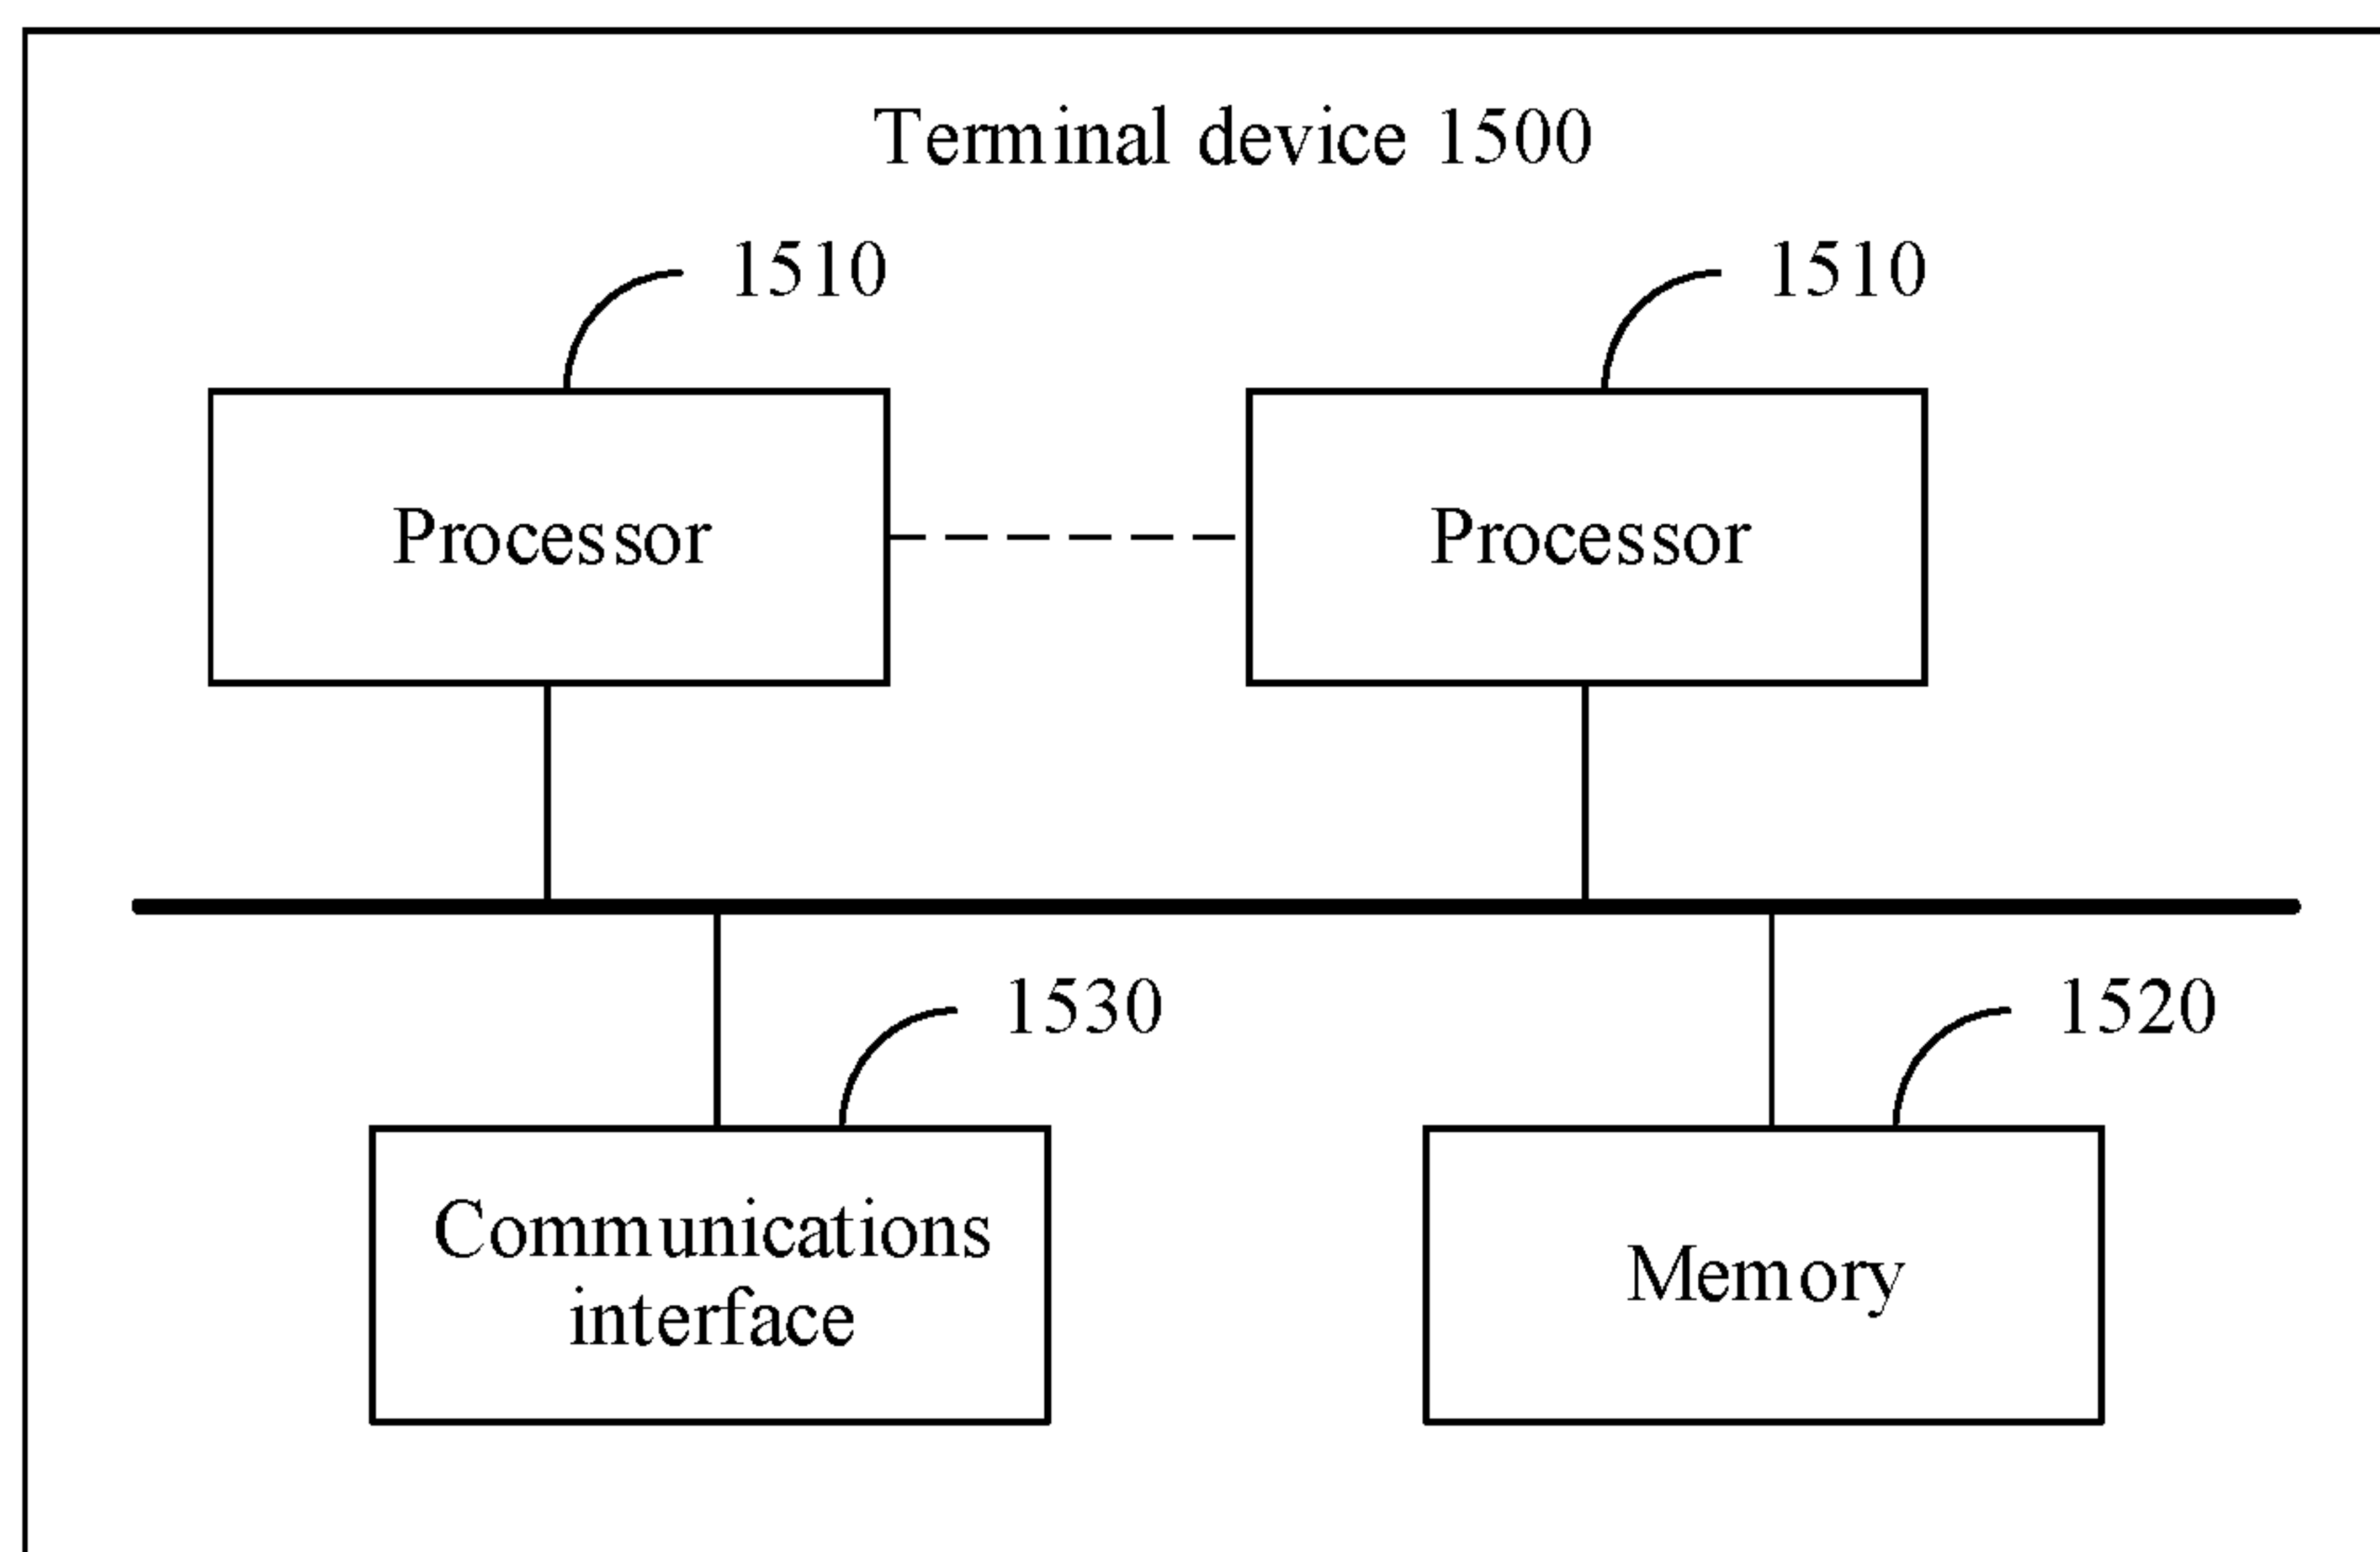 Terminal device 1500
1510
1510
Processor
Processor
1530
1520
Communications
interface
Memory